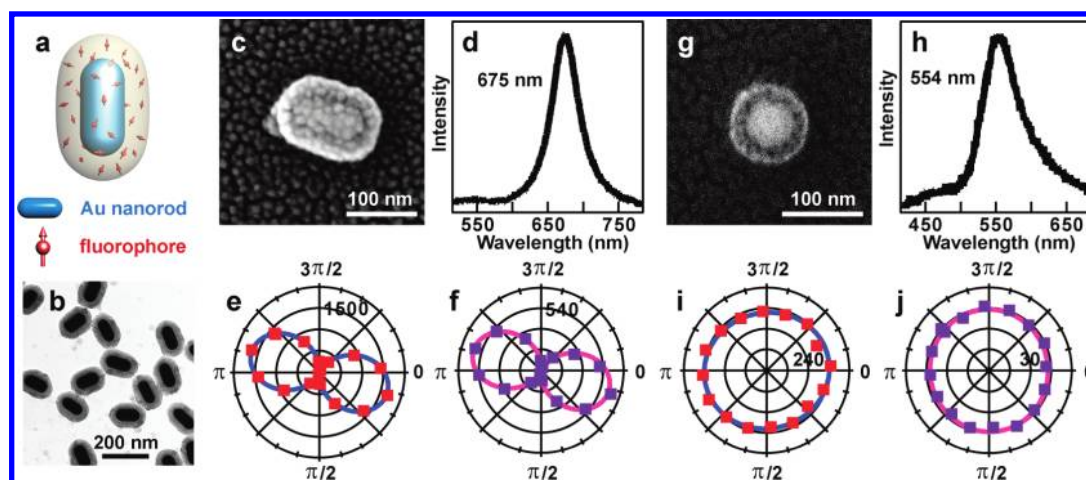 a
Au nanorod
fluorophore
b
200 nm
c
100 nm
d
675 nm
Intensity
550 650 750
Wavelength (nm)
e
3π/2
1500
π
0
π/2
f
3π/2
540
π
0
π/2
g
100 nm
h
554 nm
Intensity
450 550 650
Wavelength (nm)
i
3π/2
240
π
0
π/2
j
3π/2
30
π
0
π/2